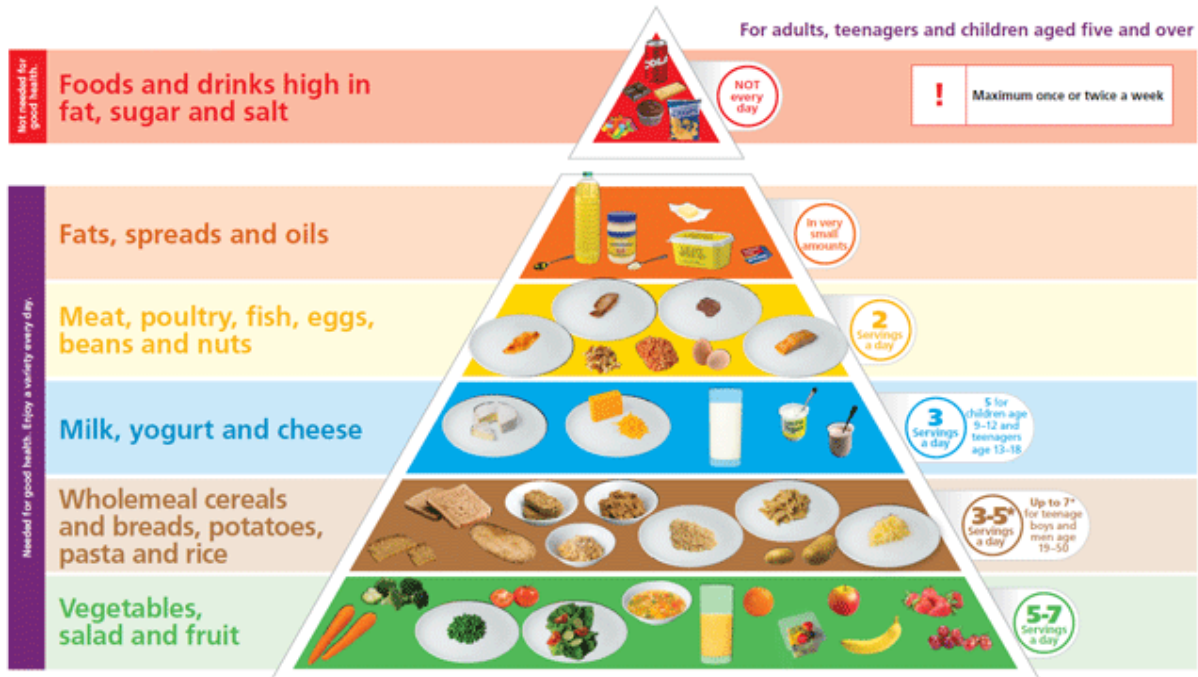 For adults, teenagers and children aged five and over
Not needed for
good health.
Foods and drinks high in
fat, sugar and salt
COLA
NOT
every
day
!
Maximum once or twice a week
Needed for good health. Enjoy a variety every day.
Fats, spreads and oils
In very
small
amounts
Meat, poultry, fish, eggs,
beans and nuts
2
Servings
a day
Milk, yogurt and cheese
3
Servings
a day
5 for
children age
9–12 and
teenagers
age 13–18
Wholemeal cereals
and breads, potatoes,
pasta and rice
3-5*
Servings
a day
Up to 7*
for teenage
boys and
men age
19–50
Vegetables,
salad and fruit
5-7
Servings
a day